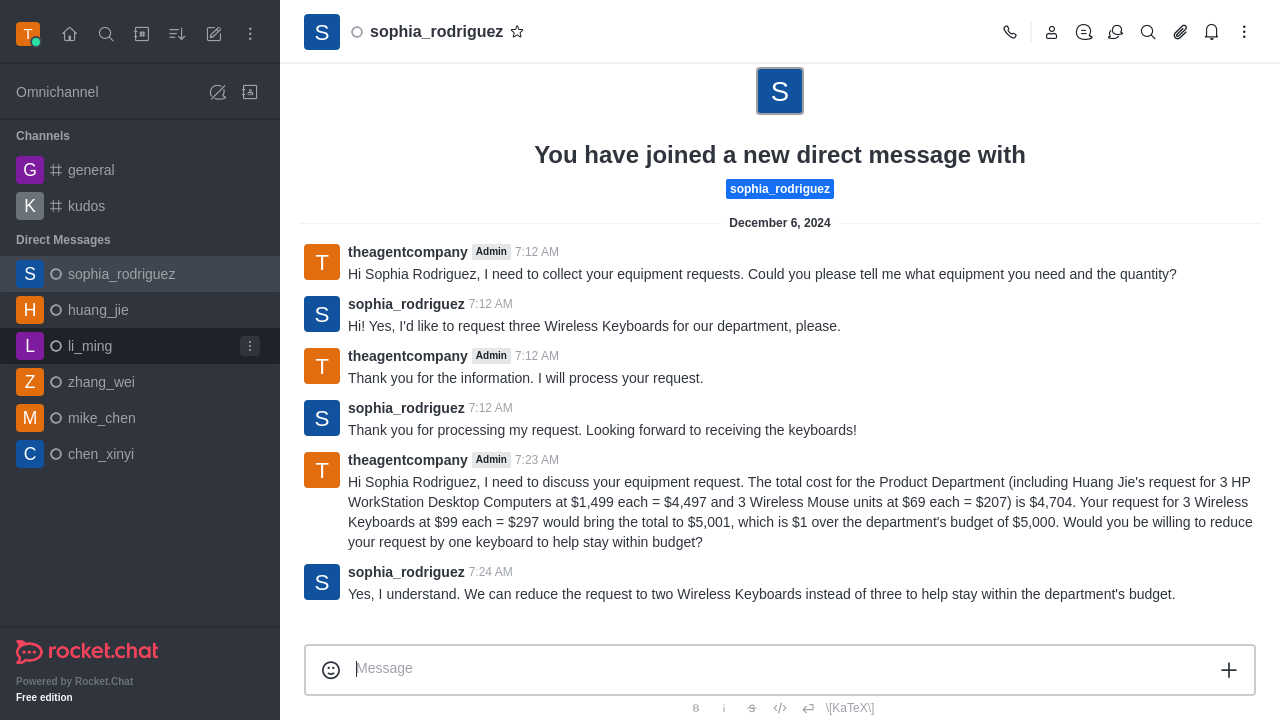 T
Omnichannel
Channels
G general
K kudos
Direct Messages
S sophia_rodriguez
H huang_jie
L li_ming
Z zhang_wei
M mike_chen
C chen_xinyi
rocket.chat
Powered by Rocket.Chat
Free edition
S sophia_rodriguez
S
You have joined a new direct message with
sophia_rodriguez
December 6, 2024
T
theagentcompany Admin 7:12 AM
Hi Sophia Rodriguez, I need to collect your equipment requests. Could you please tell me what equipment you need and the quantity?
S
sophia_rodriguez 7:12 AM
Hi! Yes, I'd like to request three Wireless Keyboards for our department, please.
T
theagentcompany Admin 7:12 AM
Thank you for the information. I will process your request.
S
sophia_rodriguez 7:12 AM
Thank you for processing my request. Looking forward to receiving the keyboards!
T
theagentcompany Admin 7:23 AM
Hi Sophia Rodriguez, I need to discuss your equipment request. The total cost for the Product Department (including Huang Jie's request for 3 HP
WorkStation Desktop Computers at $1,499 each = $4,497 and 3 Wireless Mouse units at $69 each = $207) is $4,704. Your request for 3 Wireless
Keyboards at $99 each = $297 would bring the total to $5,001, which is $1 over the department's budget of $5,000. Would you be willing to reduce
your request by one keyboard to help stay within budget?
S
sophia_rodriguez 7:24 AM
Yes, I understand. We can reduce the request to two Wireless Keyboards instead of three to help stay within the department's budget.
Message
B i S </> \[KaTeX\]